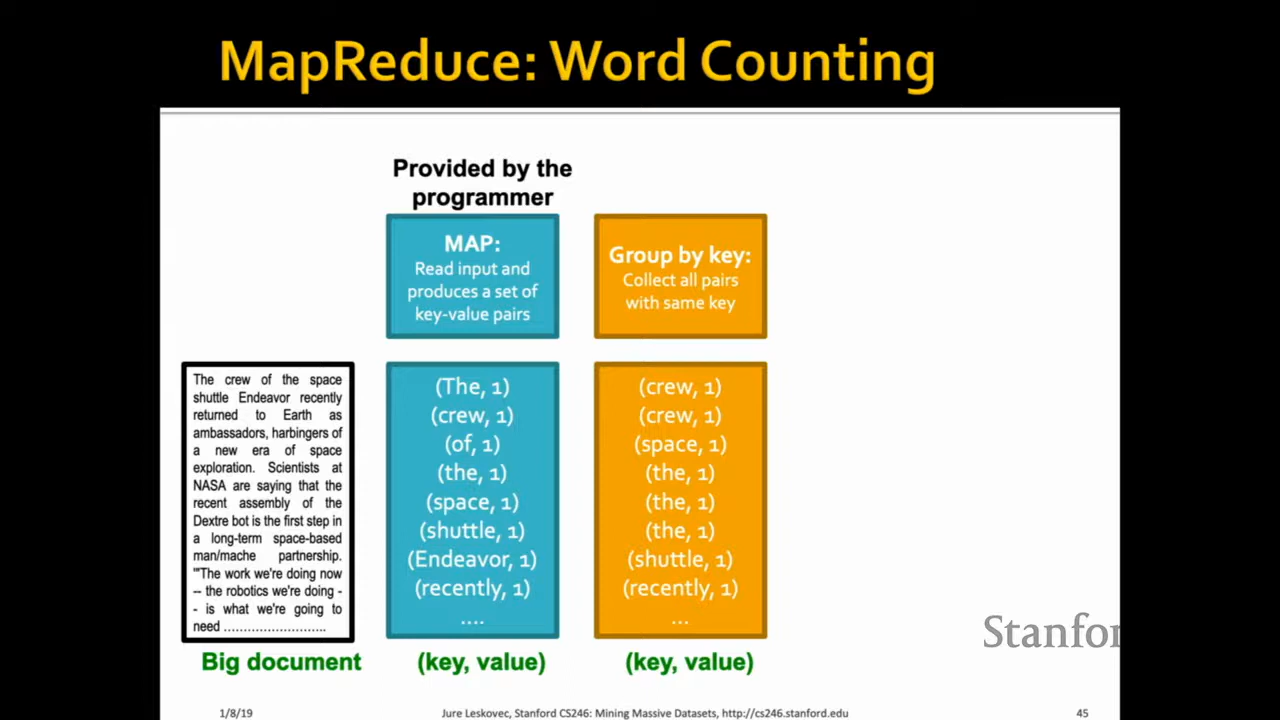 MapReduce: Word Counting
Provided by the
programmer
MAP:
Read input and
produces a set of
key-value pairs
Group by key:
Collect all pairs
with same key
The crew of the space
shuttle Endeavor recently
returned to Earth as
ambassadors, harbingers of
a new era of space
exploration. Scientists at
NASA are saying that the
recent assembly of the
Dextre bot is the first step in
a long-term space-based
man/mache partnership.
'"The work we're doing now
-- the robotics we're doing -
- is what we're going to
need ……………………..
Big document
(The, 1)
(crew, 1)
(of, 1)
(the, 1)
(space, 1)
(shuttle, 1)
(Endeavor, 1)
(recently, 1)
....
(key, value)
(crew, 1)
(crew, 1)
(space, 1)
(the, 1)
(the, 1)
(the, 1)
(shuttle, 1)
(recently, 1)
...
(key, value)
Stanfor
1/8/19
Jure Leskovec, Stanford CS246: Mining Massive Datasets, http://cs246.stanford.edu
45